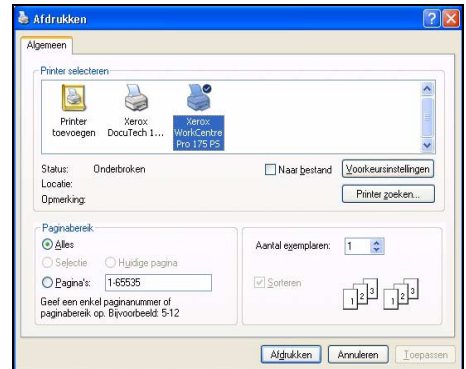 Afdrukken
Algemeen
Printer selecteren
Printer toevoegen
Xerox DocuTech 1...
Xerox WorkCentre Pro 175 PS
Status: Onderbroken
Locatie:
Opmerking:
Naar bestand
Voorkeursinstellingen
Printer zoeken...
Paginabereik
Alles
Selectie
Huidige pagina
Pagina's: 1-65535
Geef een enkel paginanummer of
paginabereik op. Bijvoorbeeld: 5-12
Aantal exemplaren: 1
Sorteren
1 2 3 1 2 3
Afdrukken
Annuleren
Toepassen